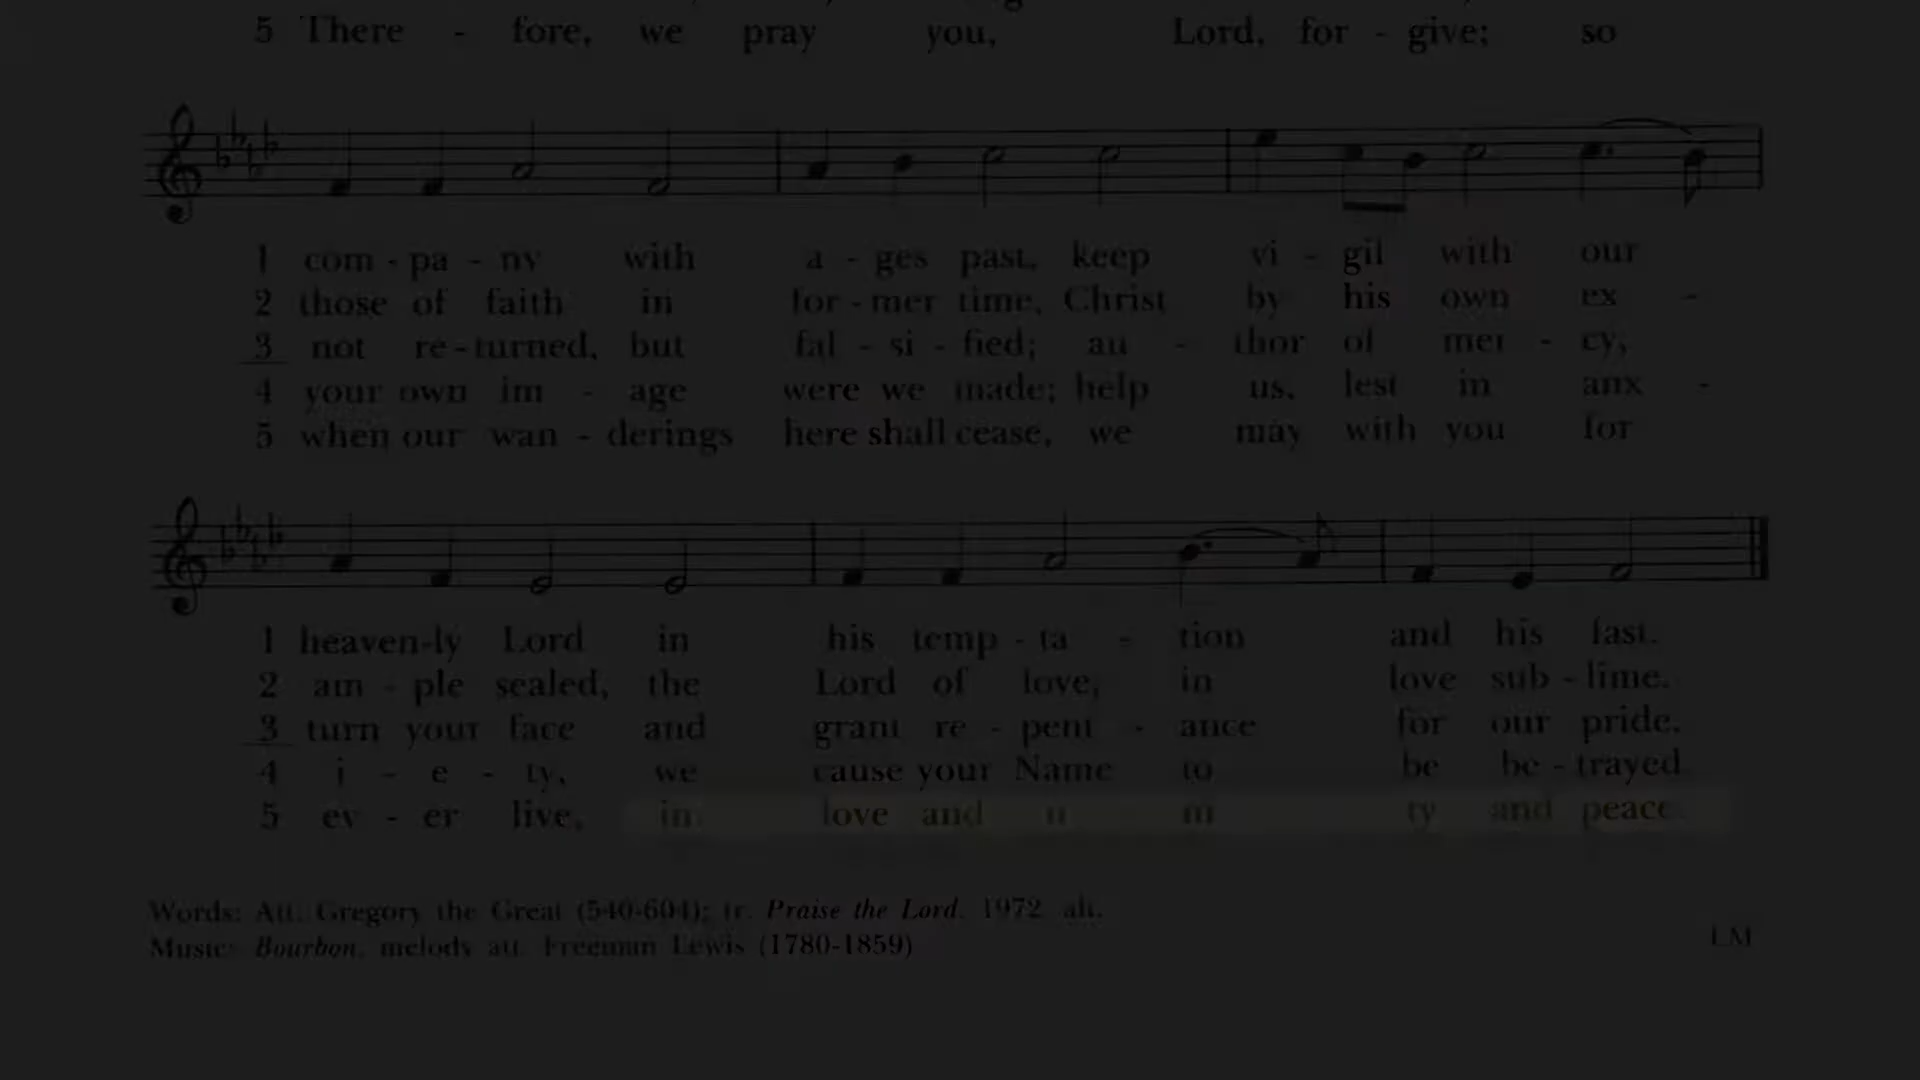 5 There - fore, we pray you, Lord, for - give; so
1 com - pa - ny with a - ges past, keep vi - gil with our
2 those of faith in for - mer time, Christ by his own ex -
3 not re - turned, but fal - si - fied; au - thor of mer - cy,
4 your own im - age were we made; help us, lest in anx -
5 when our wan - derings here shall cease, we may with you for
1 heaven-ly Lord in his temp - ta - tion and his fast.
2 am - ple sealed, the Lord of love, in love sub - lime.
3 turn your face and grant re - pent - ance for our pride.
4 i - e - ty, we cause your Name to be be - trayed
5 ev - er live, in love and u ni ty and peace.
Words: Att. Gregory the Great (540-604); tr. Praise the Lord, 1972, alt.
Music: Bourbon, melody att. Freeman Lewis (1780-1859)
LM